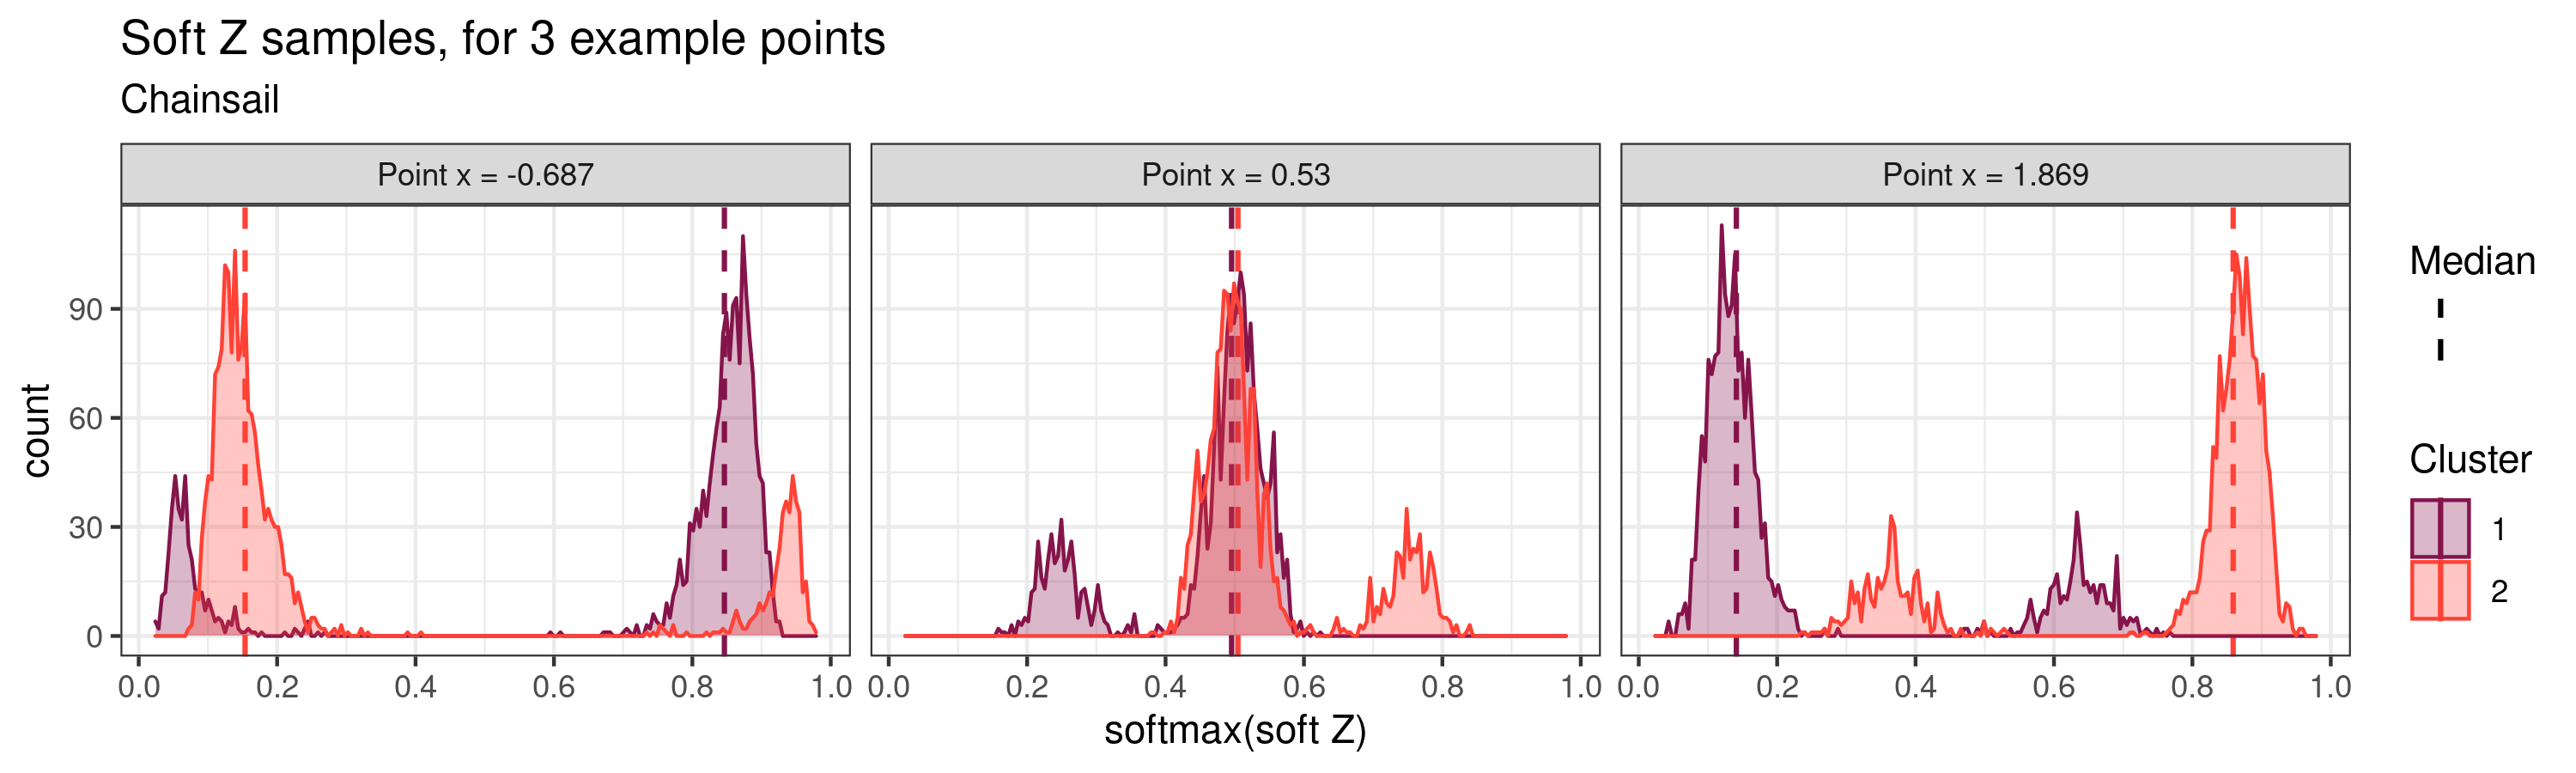 Soft Z samples, for 3 example points
Chainsail
Point x = -0.687
Point x = 0.53
Point x = 1.869
count
90
60
30
0
0.0 0.2 0.4 0.6 0.8 1.0
0.0 0.2 0.4 0.6 0.8 1.0
0.0 0.2 0.4 0.6 0.8 1.0
softmax(soft Z)
Median
Cluster
1
2